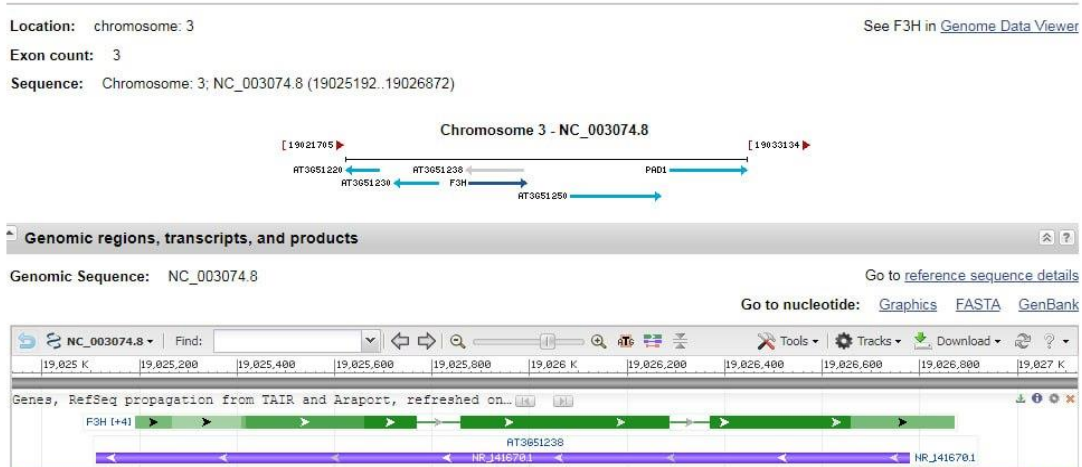 Location: chromosome: 3 See F3H in Genome Data Viewer
Exon count: 3
Sequence: Chromosome: 3; NC_003074.8 (19025192..19026872)
Chromosome 3 - NC_003074.8
[19021705 [19033134
AT3G51220 AT3G51238 PAD1
AT3G51230 F3H
AT3G51250
Genomic regions, transcripts, and products ?
Genomic Sequence: NC_003074.8 Go to reference sequence details
Go to nucleotide: Graphics FASTA GenBank
NC_003074.8 Find: ATG Tools Tracks Download ?
19,025 K 19,025,200 19,025,400 19,025,600 19,025,800 19,026 K 19,026,200 19,026,400 19,026,600 19,026,800 19,027 K
Genes, RefSeq propagation from TAIR and Araport, refreshed on…
F3H [+4]
AT3G51238
NR_141670.1 NR_141670.1